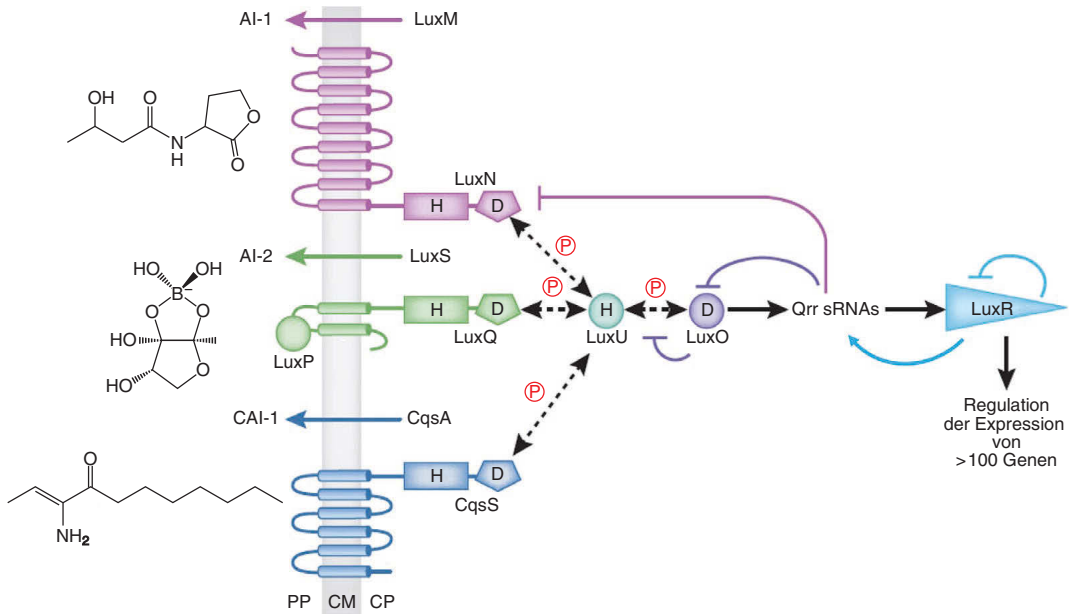 AI-1 LuxM
OH
O
O
N
H
O
LuxN
H D
P
AI-2 LuxS
HO OH
B−
O O
HO
HO
O
H D
P
H
P
D
Qrr sRNAs
LuxR
LuxP
LuxQ
LuxU
LuxO
P
CAI-1 CqsA
Regulation
der Expression
von
>100 Genen
O
NH2
H D
CqsS
PP CM CP